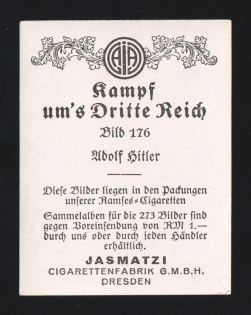 AJA
Kampf
um's Dritte Reich
Bild 176
Adolf Hitler
Diese Bilder liegen in den Packungen
unserer Ramses=Cigaretten
Sammelalben für die 273 Bilder sind
gegen Voreinsendung von RM 1.—
durch uns oder durch jeden Händler
erhältlich.
JASMATZI
CIGARETTENFABRIK G.M.B.H.
DRESDEN